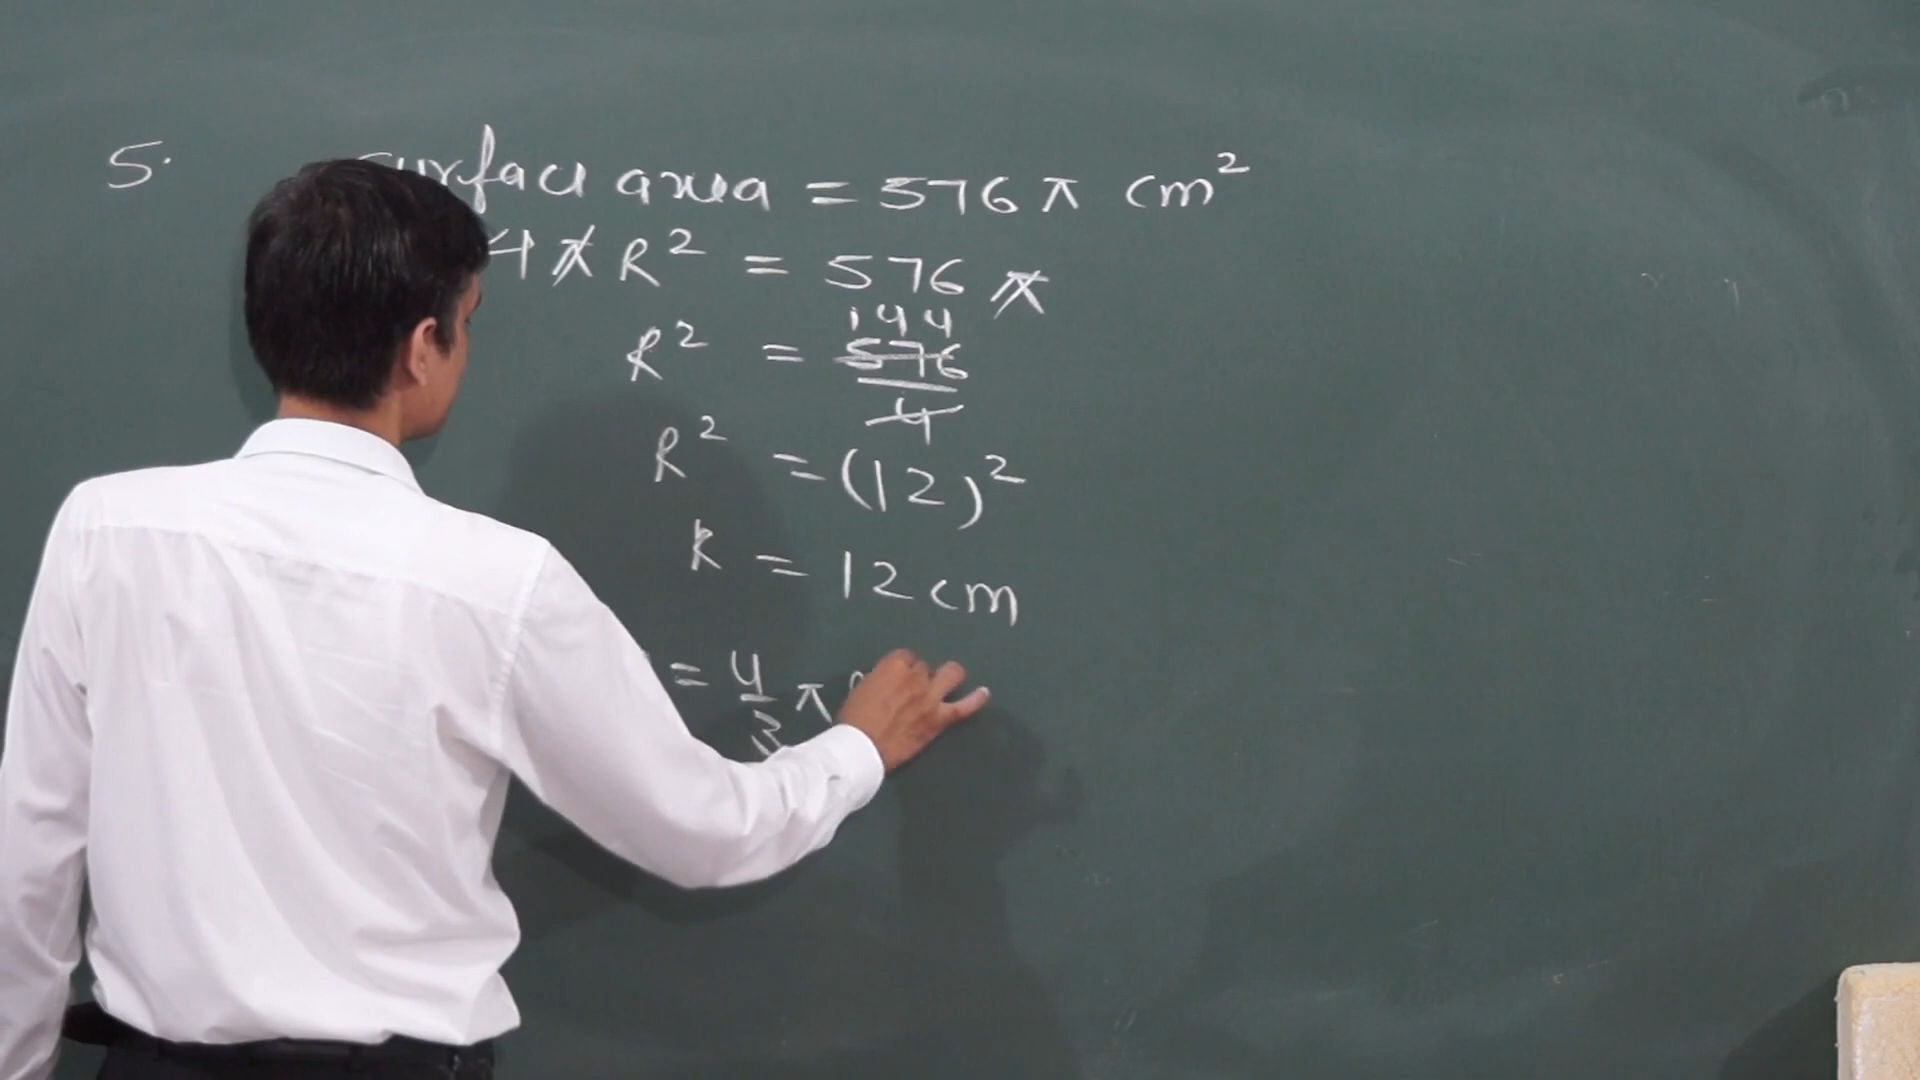 5. surface area = 576 π cm²
4 π R² = 576 π
144
R² = 576
4
R² = (12)²
R = 12 cm
= 4/3 π